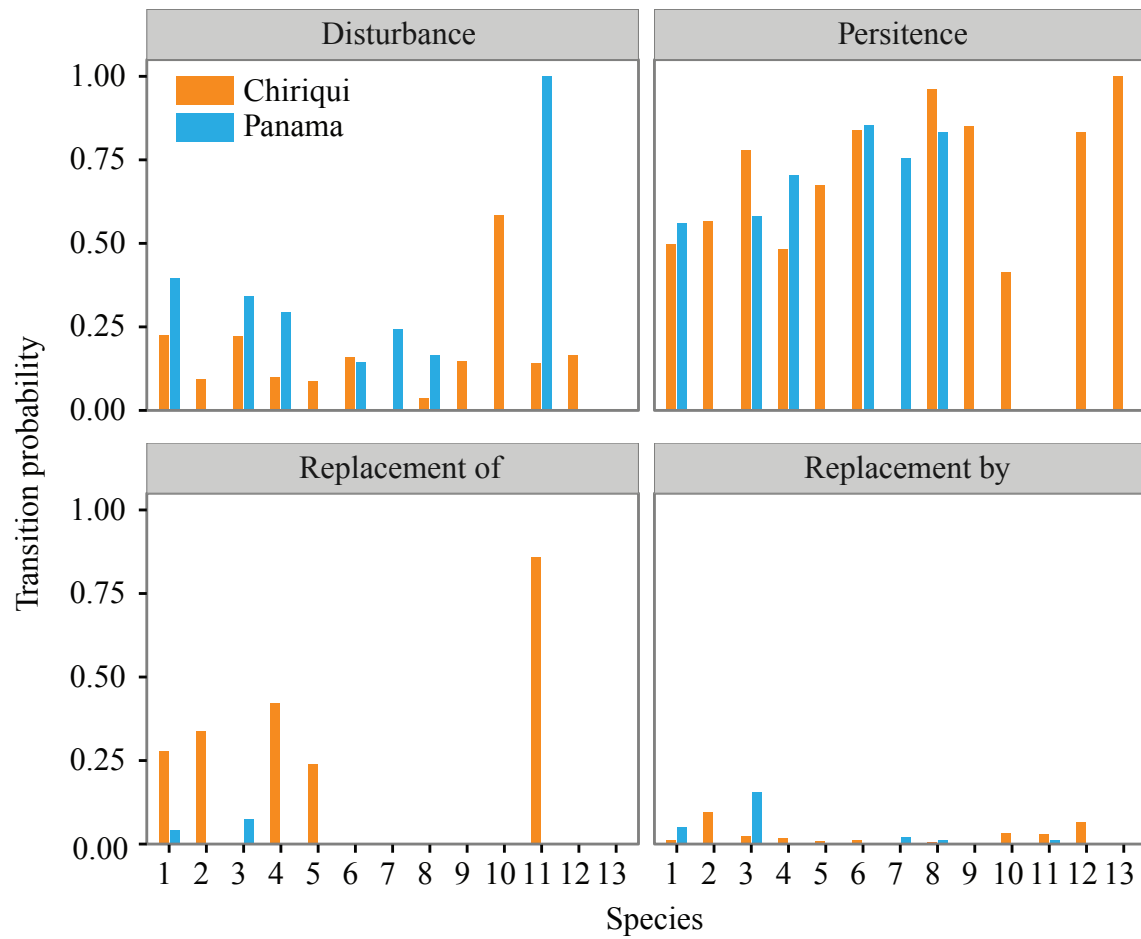 Disturbance
Persitence
Chiriqui
Panama
1.00
0.75
0.50
0.25
0.00
Replacement of
Replacement by
1.00
0.75
0.50
0.25
0.00
Transition probability
1 2 3 4 5 6 7 8 9 10 11 12 13
1 2 3 4 5 6 7 8 9 10 11 12 13
Species